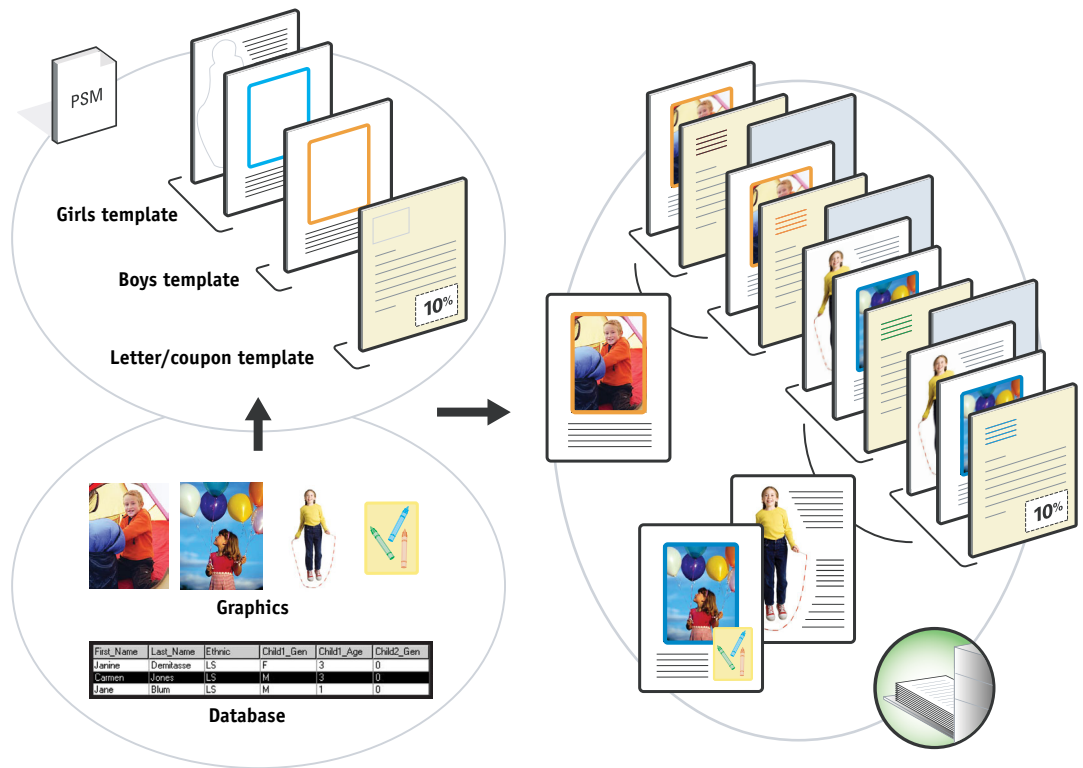 PSM
Girls template
Boys template
10%
Letter/coupon template
10%
Graphics
First_Name Last_Name Ethnic Child1_Gen Child1_Age Child2_Gen
Janine Demitasse LS F 3 0
Carmen Jones LS M 3 0
Jane Blum LS M 1 0
Database